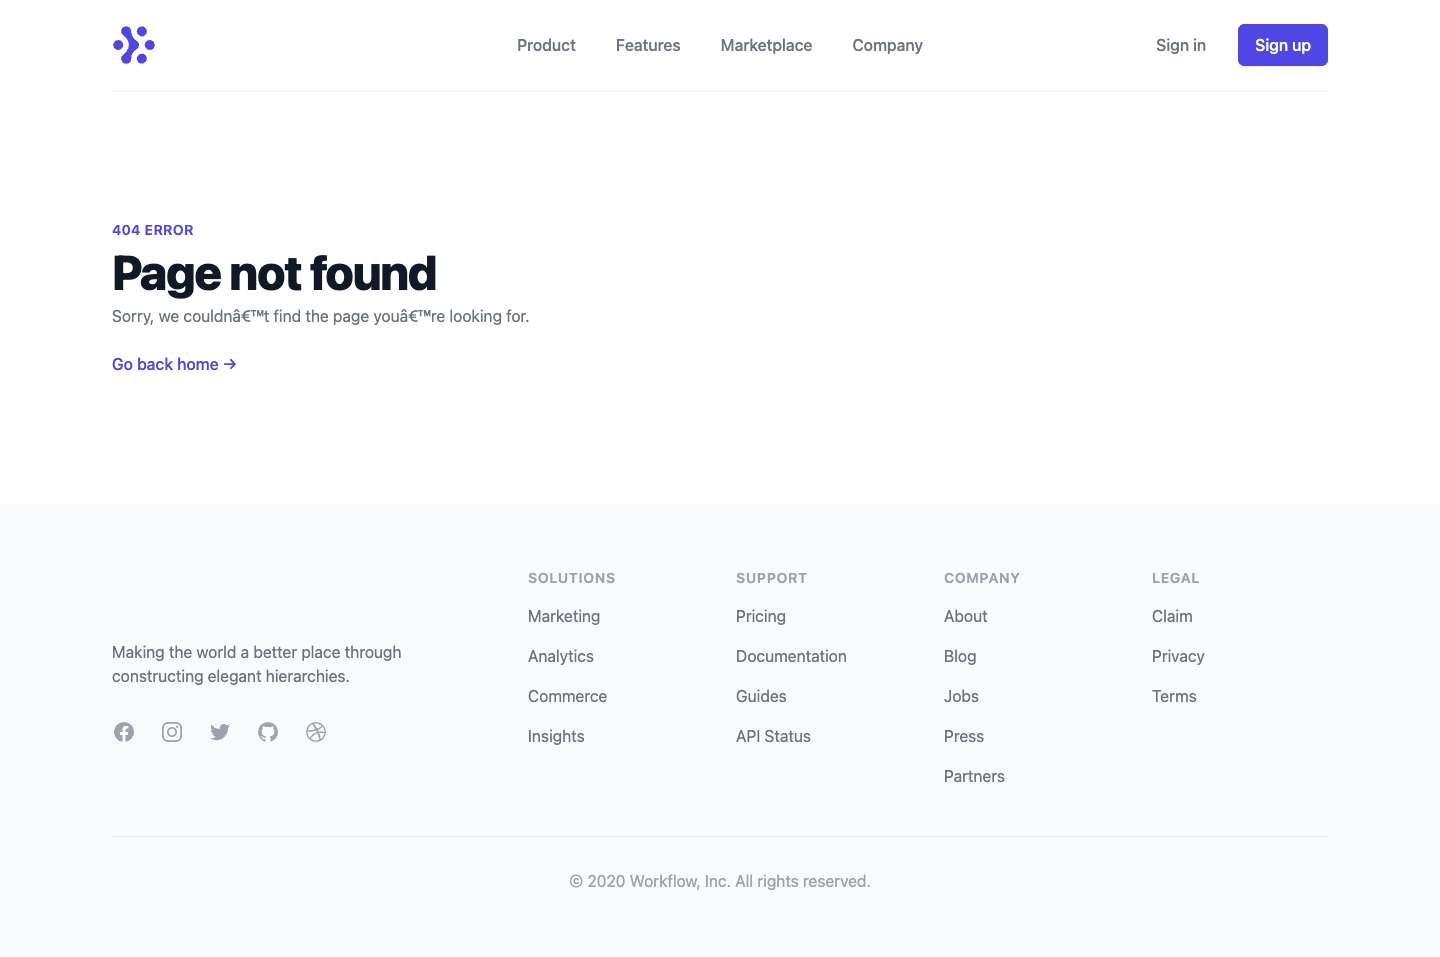 Product Features Marketplace Company Sign in Sign up
404 ERROR
Page not found
Sorry, we couldnâ€™t find the page youâ€™re looking for.
Go back home →
SOLUTIONS
Marketing
Analytics
Commerce
Insights
SUPPORT
Pricing
Documentation
Guides
API Status
COMPANY
About
Blog
Jobs
Press
Partners
LEGAL
Claim
Privacy
Terms
Making the world a better place through
constructing elegant hierarchies.
© 2020 Workflow, Inc. All rights reserved.